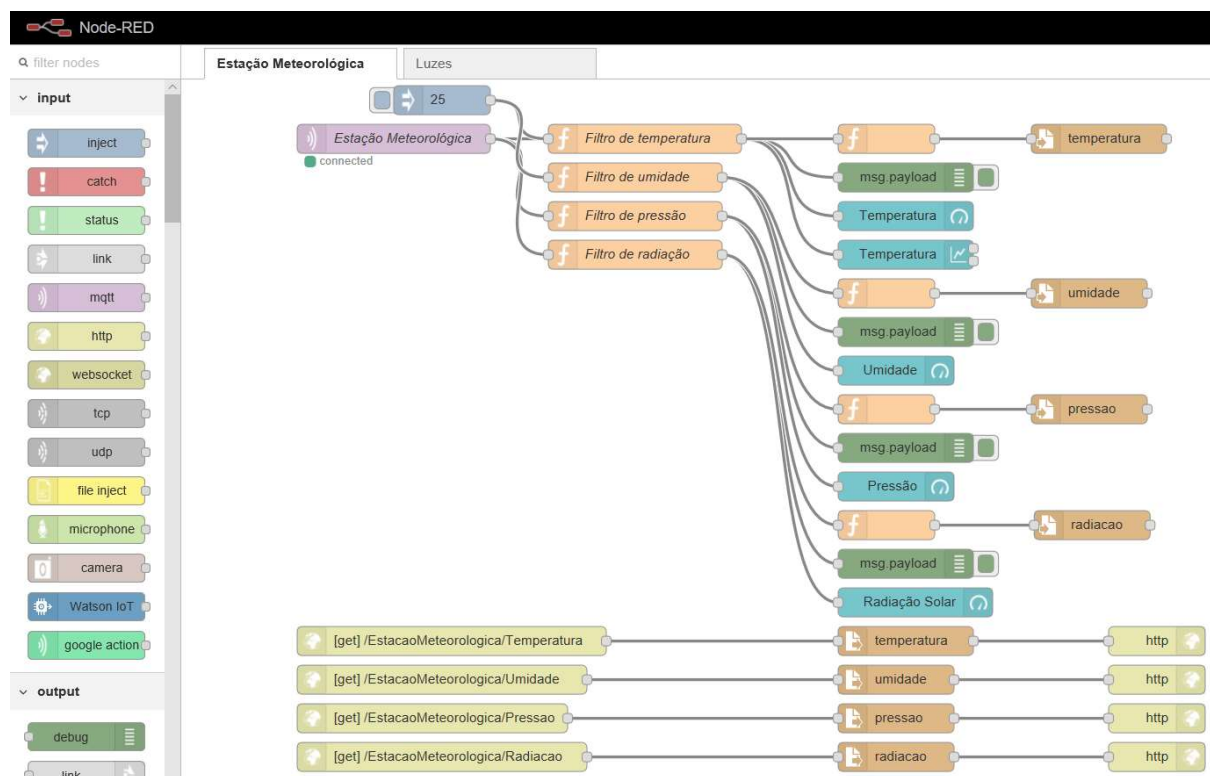 Node-RED
filter nodes
Estação Meteorológica
Luzes
input
inject
catch
status
link
mqtt
http
websocket
tcp
udp
file inject
microphone
camera
Watson IoT
google action
output
debug
link
25
Estação Meteorológica
connected
Filtro de temperatura
Filtro de umidade
Filtro de pressão
Filtro de radiação
temperatura
msg.payload
Temperatura
Temperatura
umidade
msg.payload
Umidade
pressao
msg.payload
Pressão
radiacao
msg.payload
Radiação Solar
[get] /EstacaoMeteorologica/Temperatura temperatura http
[get] /EstacaoMeteorologica/Umidade umidade http
[get] /EstacaoMeteorologica/Pressao pressao http
[get] /EstacaoMeteorologica/Radiacao radiacao http